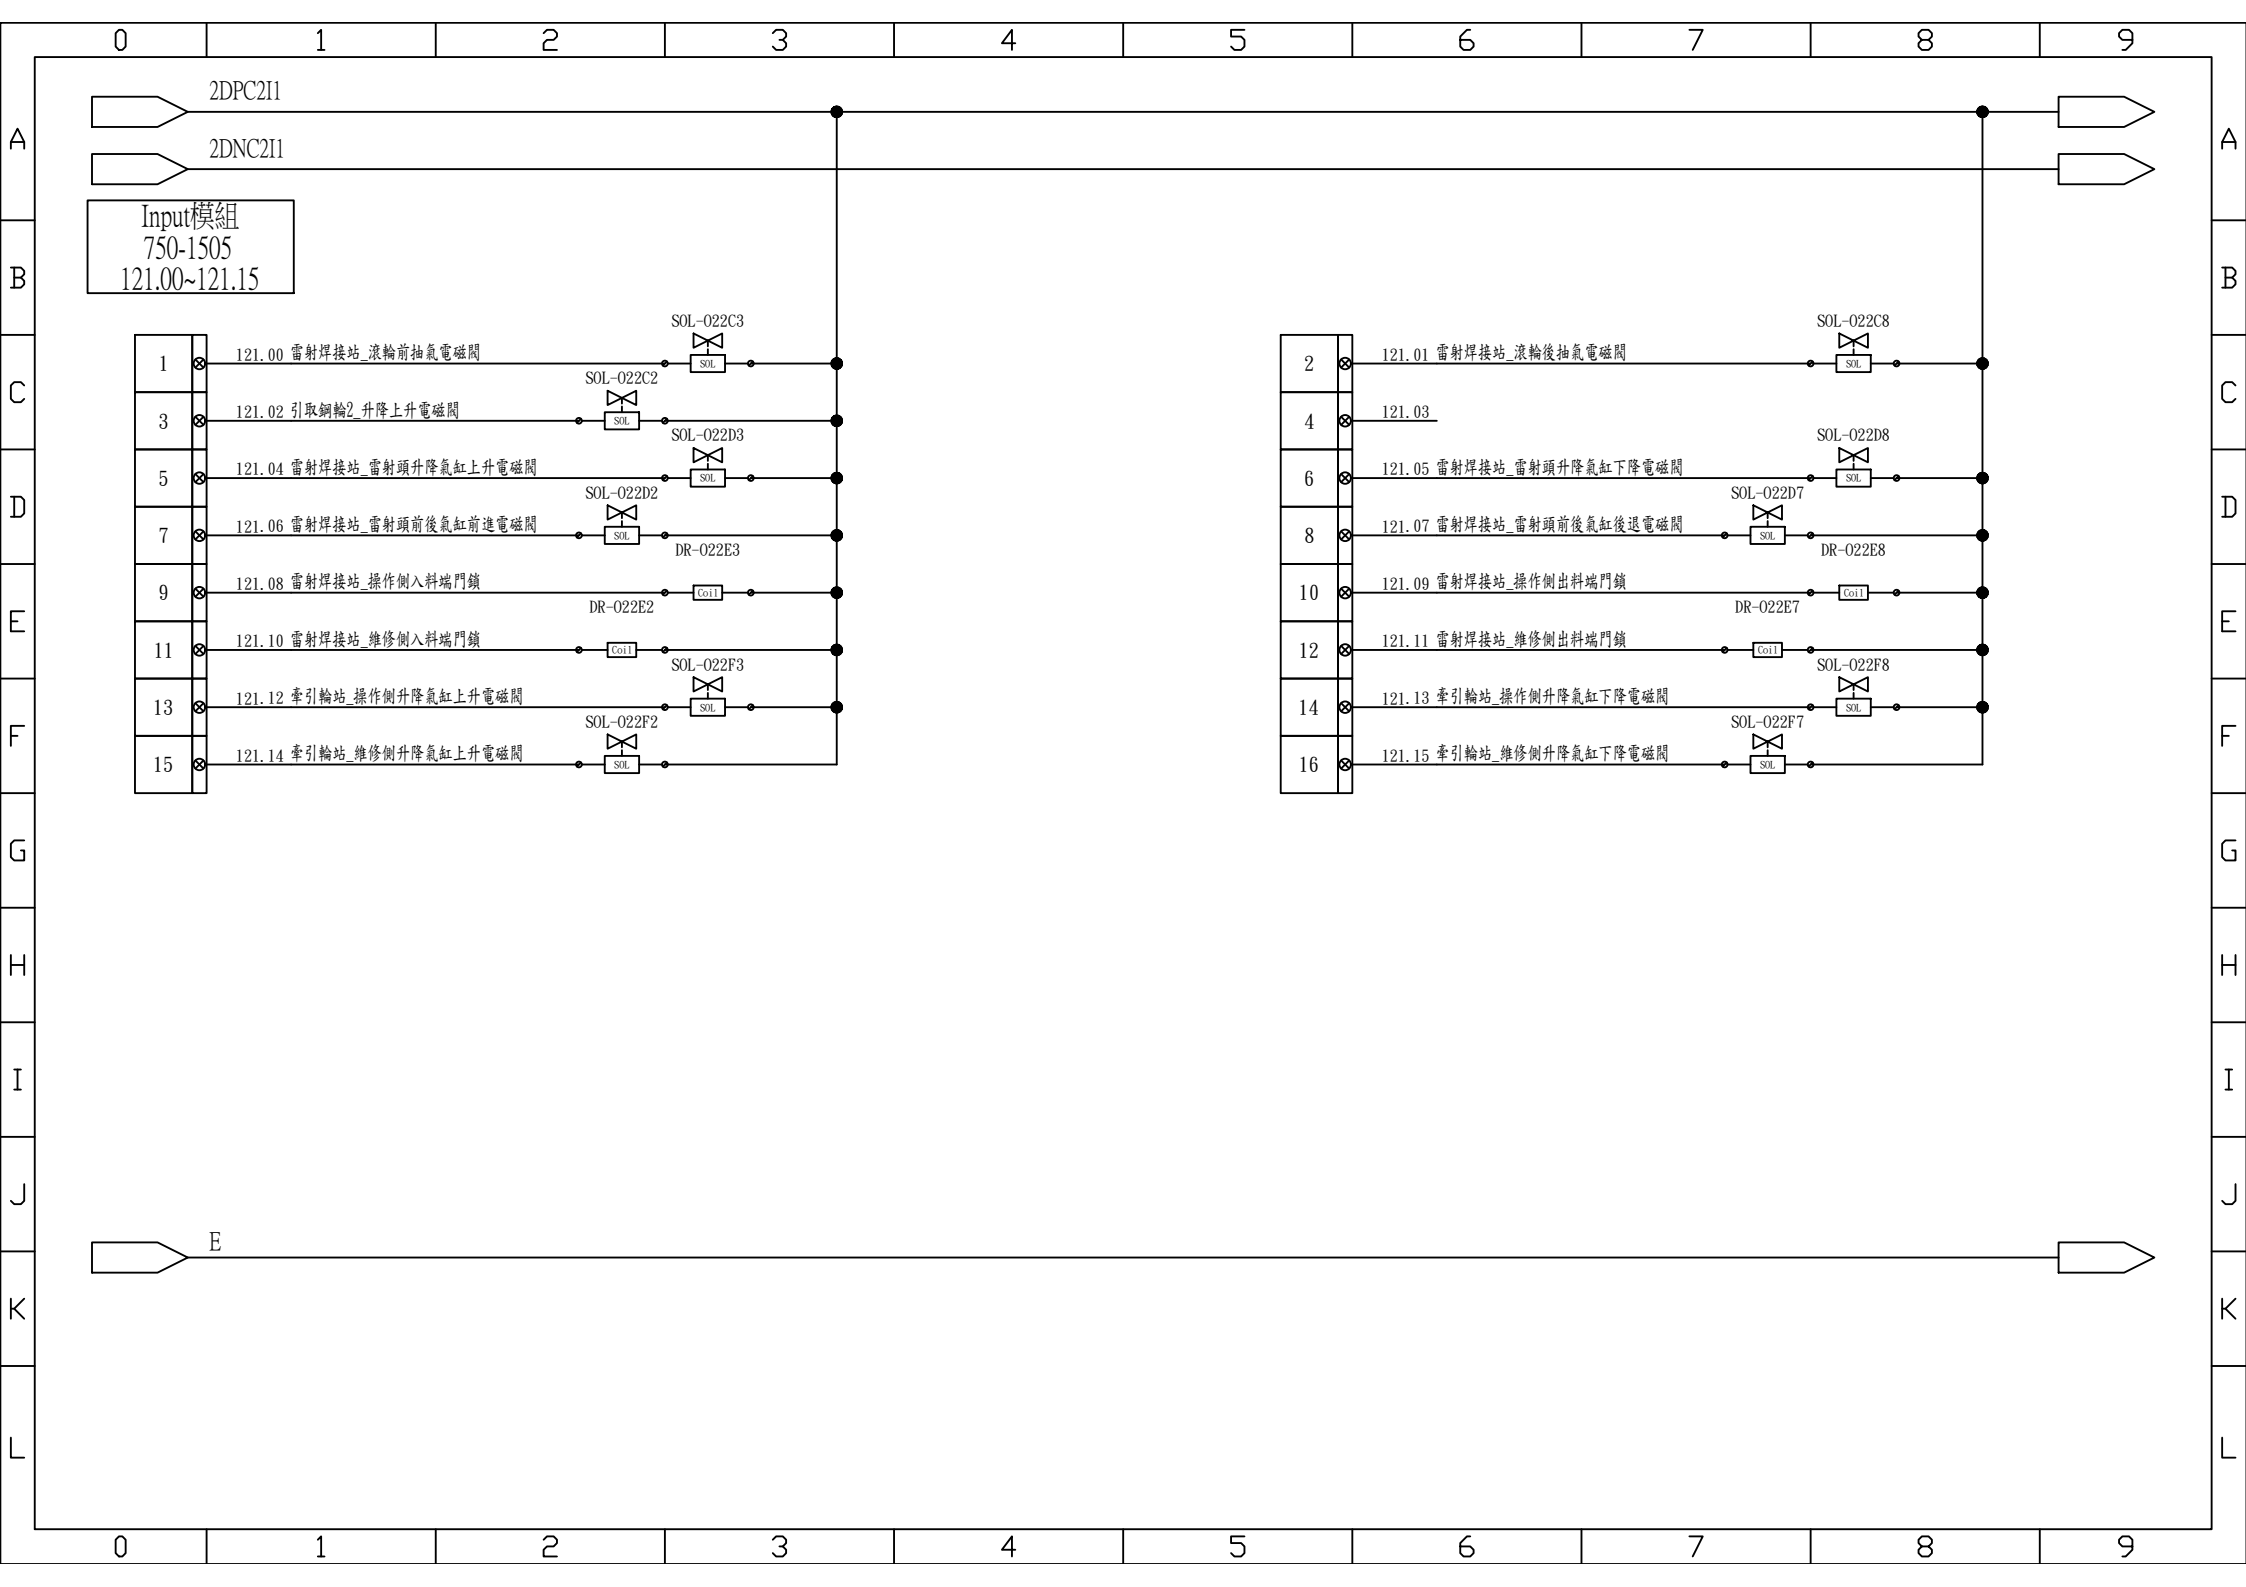 0 1 2 3 4 5 6 7 8 9
2DPC2I1
A A
2DNC2I1
Input模組
750-1505
121.00~121.15
B B
SOL-O22C3 SOL-O22C8
1 121.00 雷射焊接站_滾輪前抽氣電磁閥 SOL 2 121.01 雷射焊接站_滾輪後抽氣電磁閥 SOL
SOL-O22C2
C C
3 121.02 引取鋼輪2_升降上升電磁閥 SOL 4 121.03
SOL-O22D3 SOL-O22D8
5 121.04 雷射焊接站_雷射頭升降氣缸上升電磁閥 SOL 6 121.05 雷射焊接站_雷射頭升降氣缸下降電磁閥 SOL
SOL-O22D2 SOL-O22D7
D D
7 121.06 雷射焊接站_雷射頭前後氣缸前進電磁閥 SOL 8 121.07 雷射焊接站_雷射頭前後氣缸後退電磁閥 SOL
DR-O22E3 DR-O22E8
9 121.08 雷射焊接站_操作側入料端門鎖 Coil 10 121.09 雷射焊接站_操作側出料端門鎖 Coil
DR-O22E2 DR-O22E7
E E
11 121.10 雷射焊接站_維修側入料端門鎖 Coil 12 121.11 雷射焊接站_維修側出料端門鎖 Coil
SOL-O22F3 SOL-O22F8
13 121.12 牽引輪站_操作側升降氣缸上升電磁閥 SOL 14 121.13 牽引輪站_操作側升降氣缸下降電磁閥 SOL
SOL-O22F2 SOL-O22F7
F F
15 121.14 牽引輪站_維修側升降氣缸上升電磁閥 SOL 16 121.15 牽引輪站_維修側升降氣缸下降電磁閥 SOL
G G
H H
I I
J J
E
K K
L L
0 1 2 3 4 5 6 7 8 9